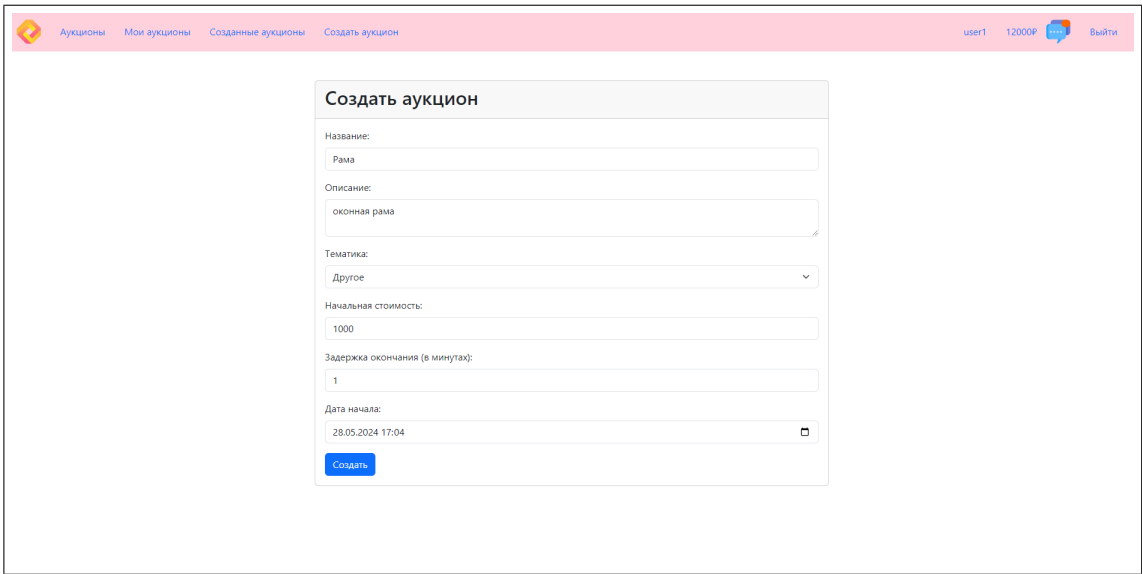 Аукционы Мои аукционы Созданные аукционы Создать аукцион user1 12000₽ Выйти
Создать аукцион
Название:
Рама
Описание:
оконная рама
Тематика:
Другое
Начальная стоимость:
1000
Задержка окончания (в минутах):
1
Дата начала:
28.05.2024 17:04
Создать